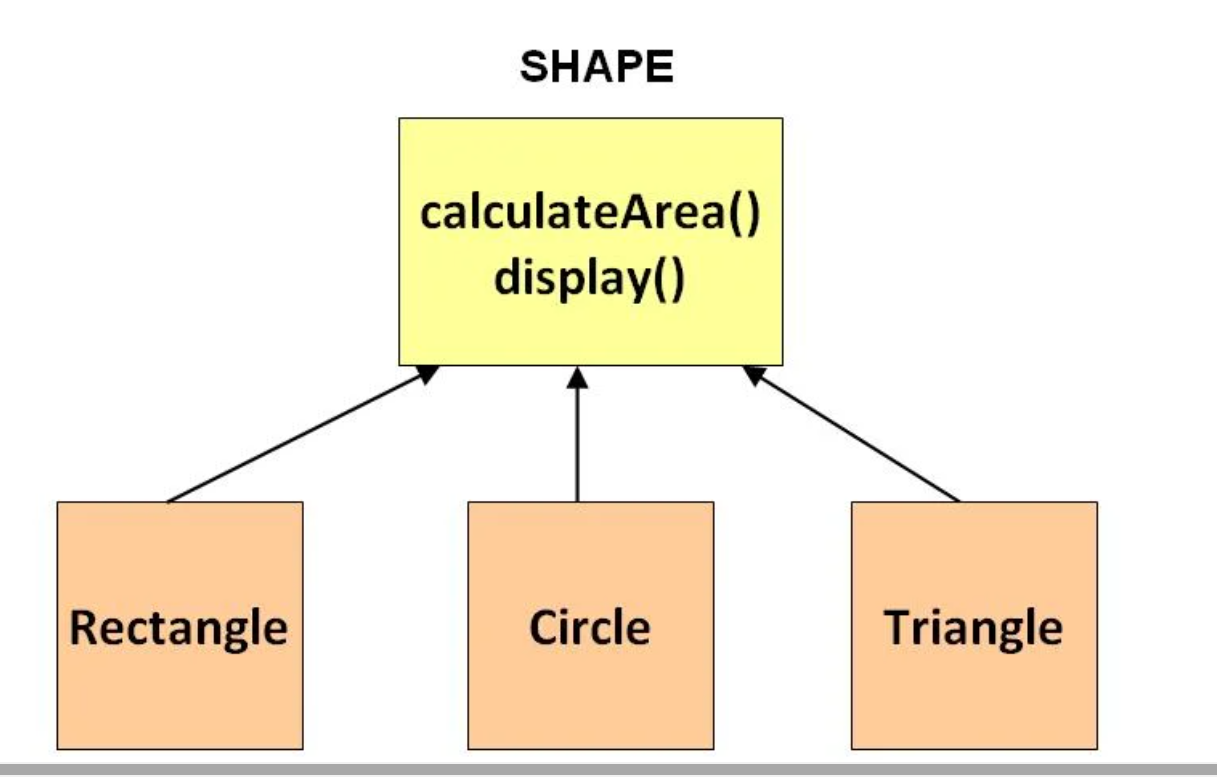 SHAPE
calculateArea()
display()
Rectangle
Circle
Triangle